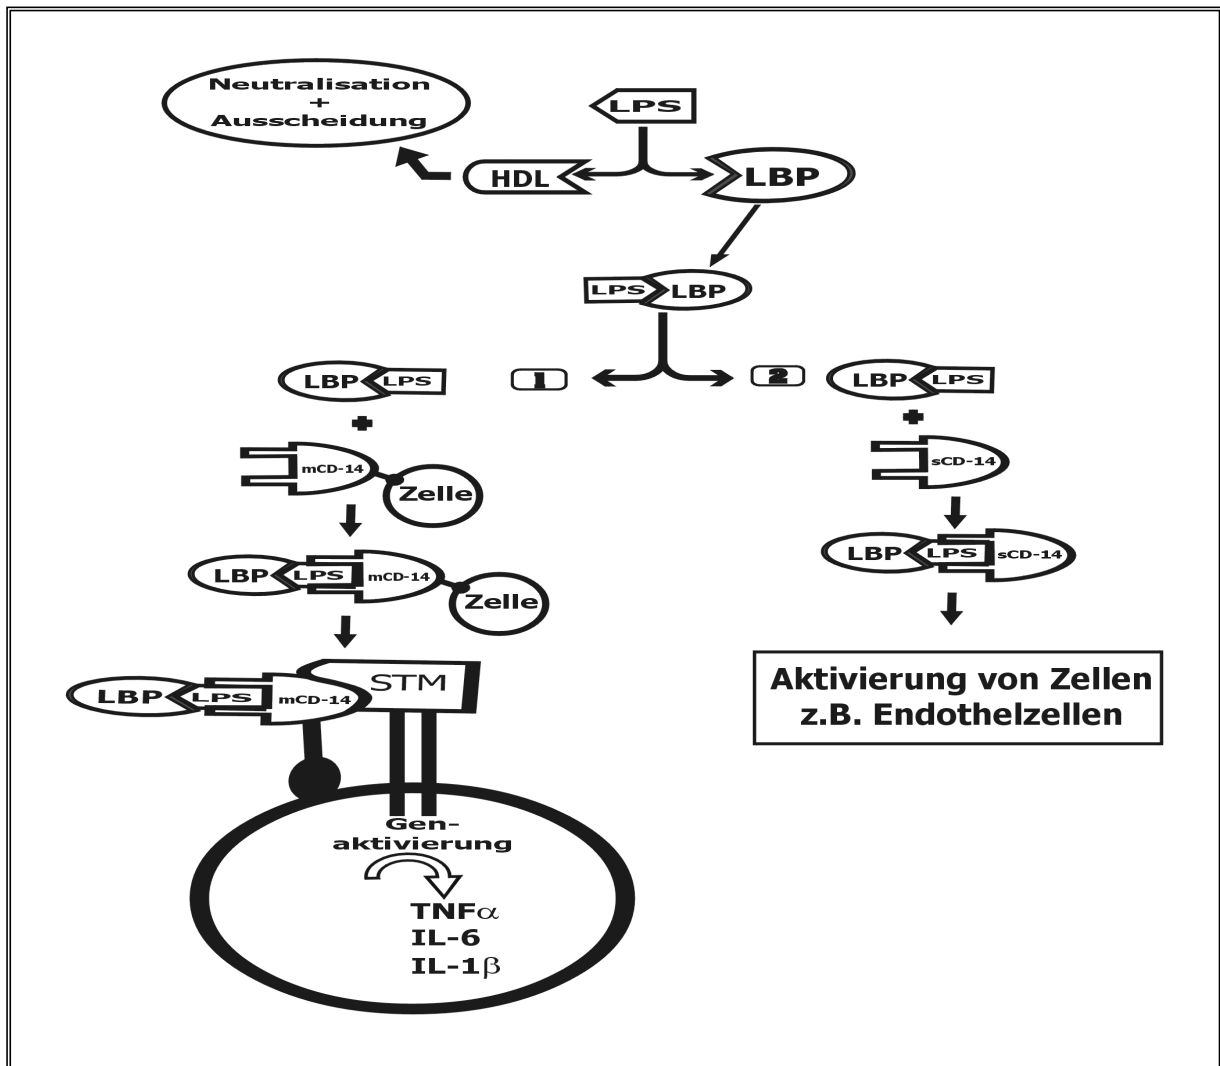 Neutralisation
+
Ausscheidung
LPS
HDL
LBP
LPS LBP
LBP LPS
1
2
LBP LPS
mCD-14
Zelle
sCD-14
LBP LPS mCD-14
Zelle
LBP LPS sCD-14
LBP LPS mCD-14
STM
Aktivierung von Zellen
z.B. Endothelzellen
Gen-
aktivierung
TNFα
IL-6
IL-1β